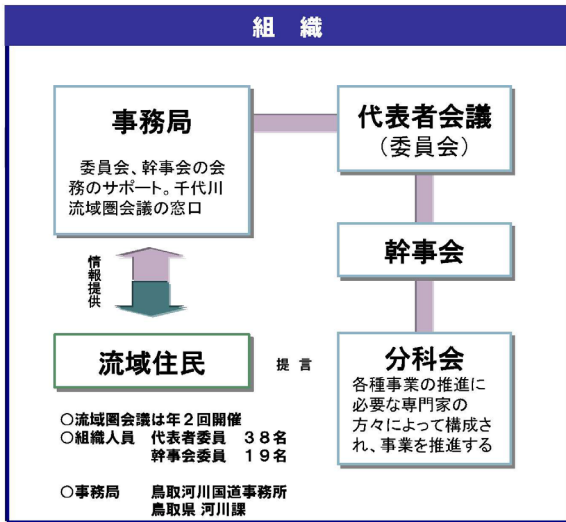 組 織
事務局
委員会、幹事会の会
務のサポート。千代川
流域圏会議の窓口
代表者会議
(委員会)
幹事会
情報提供
流域住民
提 言
分科会
各種事業の推進に
必要な専門家の
方々によって構成さ
れ、事業を推進する
○流域圏会議は年2回開催
○組織人員 代表者委員 38名
幹事会委員 19名
○事務局 鳥取河川国道事務所
鳥取県 河川課